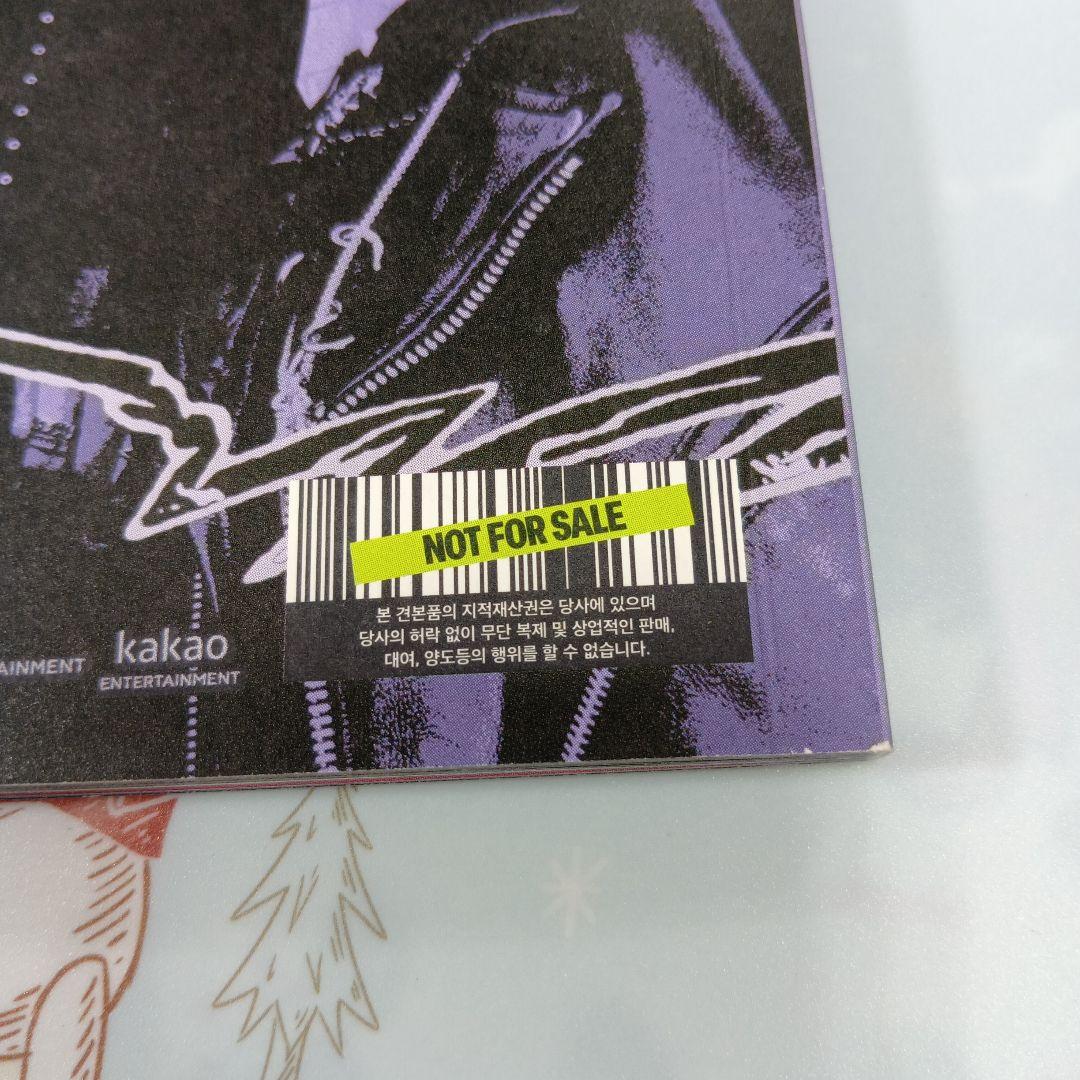 NOT FOR SALE
본 견본품의 지적재산권은 당사에 있으며
당사의 허락 없이 무단 복제 및 상업적인 판매,
대여, 양도등의 행위를 할 수 없습니다.
kakao
AINMENT ENTERTAINMENT